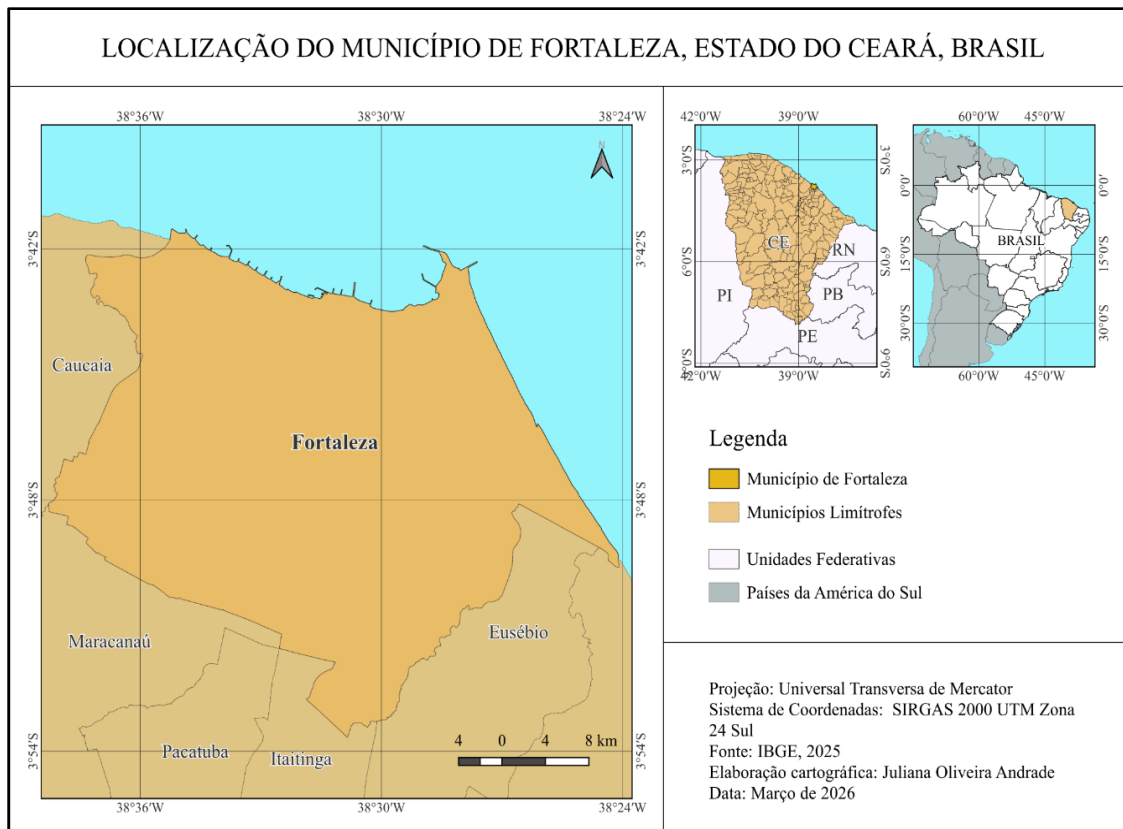 LOCALIZAÇÃO DO MUNICÍPIO DE FORTALEZA, ESTADO DO CEARÁ, BRASIL
38°36'W 38°30'W 38°24'W
N
3°42'S 3°42'S
Caucaia
Fortaleza
3°48'S 3°48'S
Maracanaú
Eusébio
Pacatuba
Itaitinga
4 0 4 8 km
3°54'S 3°54'S
38°36'W 38°30'W 38°24'W
42°0'W 39°0'W
3°0'S 3°0'S
CE
RN
6°0'S 6°0'S
PI
PB
PE
9°0'S
42°0'W 39°0'W
60°0'W 45°0'W
0°0' 0°0'
BRASIL
15°0'S 15°0'S
30°0'S 30°0'S
60°0'W 45°0'W
Legenda
Município de Fortaleza
Municípios Limítrofes
Unidades Federativas
Países da América do Sul
Projeção: Universal Transversa de Mercator
Sistema de Coordenadas: SIRGAS 2000 UTM Zona
24 Sul
Fonte: IBGE, 2025
Elaboração cartográfica: Juliana Oliveira Andrade
Data: Março de 2026